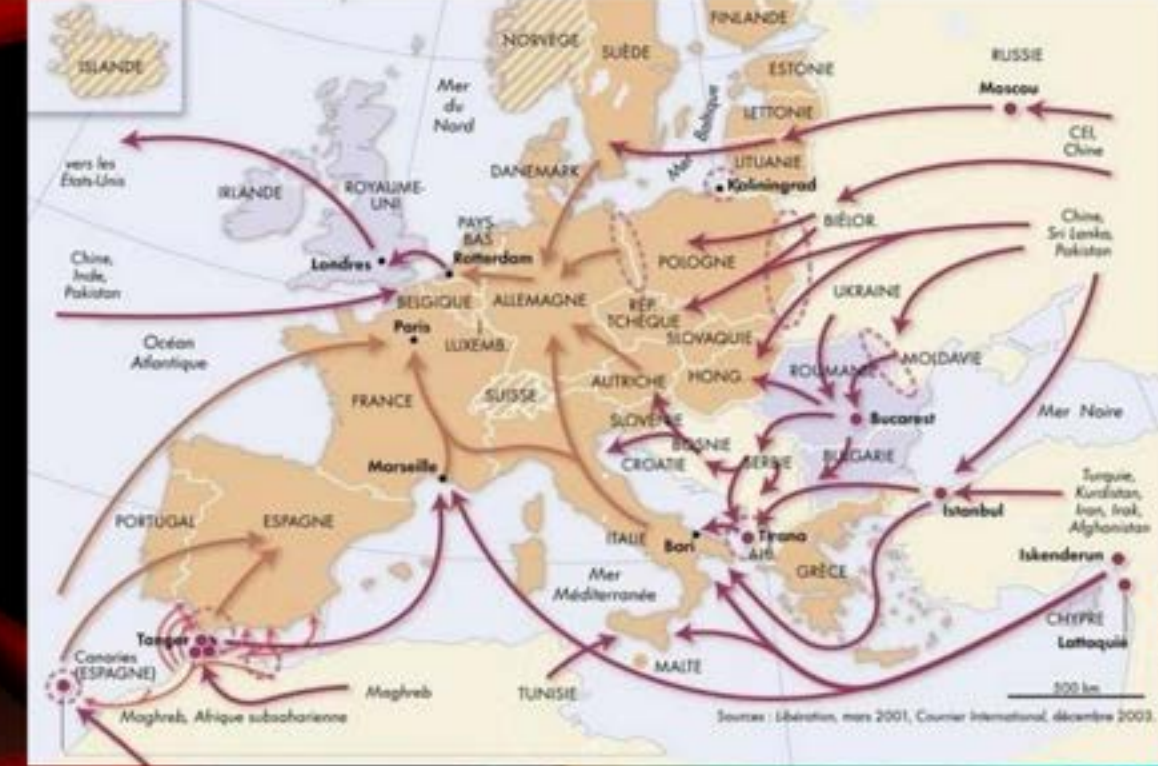 ISLANDE
NORVÈGE
SUÈDE
FINLANDE
ESTONIE
LETTONIE
LITUANIE
RUSSIE
Moscou
CEI,
Chine
Mer
du
Nord
Mer Baltique
vers les
États-Unis
IRLANDE
ROYAUME-
UNI
DANEMARK
Kaliningrad
BIÉLOR.
Chine,
Sri Lanka,
Pakistan
PAYS-
BAS
Rotterdam
Londres
Chine,
Inde,
Pakistan
BELGIQUE
ALLEMAGNE
POLOGNE
UKRAINE
RÉP.
TCHÈQUE
SLOVAQUIE
Paris
LUXEMB.
Océan
Atlantique
MOLDAVIE
ROUMANIE
AUTRICHE
HONG.
SUISSE
FRANCE
SLOVÉNIE
Bucarest
Mer Noire
BOSNIE
CROATIE
SERBIE
BULGARIE
Marseille
Turquie,
Kurdistan,
Iran, Irak,
Afghanistan
PORTUGAL
ESPAGNE
Istanbul
ITALIE
Bari
Tirana
ALB.
Iskenderun
GRÈCE
Mer
Méditerranée
CHYPRE
Lattaquié
Tanger
Canaries
(ESPAGNE)
MALTE
Maghreb
TUNISIE
500 km
Maghreb, Afrique subsaharienne
Sources : Libération, mars 2001, Courrier International, décembre 2003.